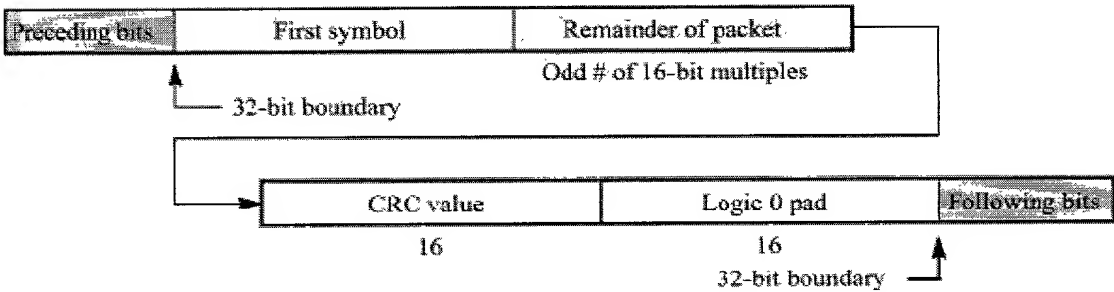 Preceding bits First symbol Remainder of packet
Odd # of 16-bit multiples
32-bit boundary
CRC value Logic 0 pad Following bits
16 16
32-bit boundary